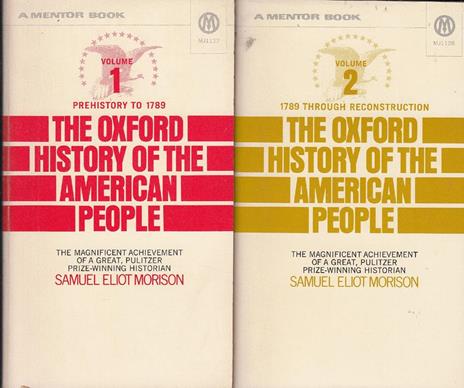 A MENTOR BOOK
MJ1127
VOLUME
1
PREHISTORY TO 1789
THE OXFORD
HISTORY OF THE
AMERICAN
PEOPLE
THE MAGNIFICENT ACHIEVEMENT
OF A GREAT, PULITZER
PRIZE-WINNING HISTORIAN
SAMUEL ELIOT MORISON
A MENTOR BOOK
MJ1128
VOLUME
2
1789 THROUGH RECONSTRUCTION
THE OXFORD
HISTORY OF THE
AMERICAN
PEOPLE
THE MAGNIFICENT ACHIEVEMENT
OF A GREAT, PULITZER
PRIZE-WINNING HISTORIAN
SAMUEL ELIOT MORISON